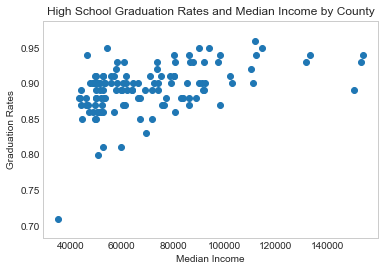 High School Graduation Rates and Median Income by County
Graduation Rates
0.95
0.90
0.85
0.80
0.75
0.70
40000 60000 80000 100000 120000 140000
Median Income